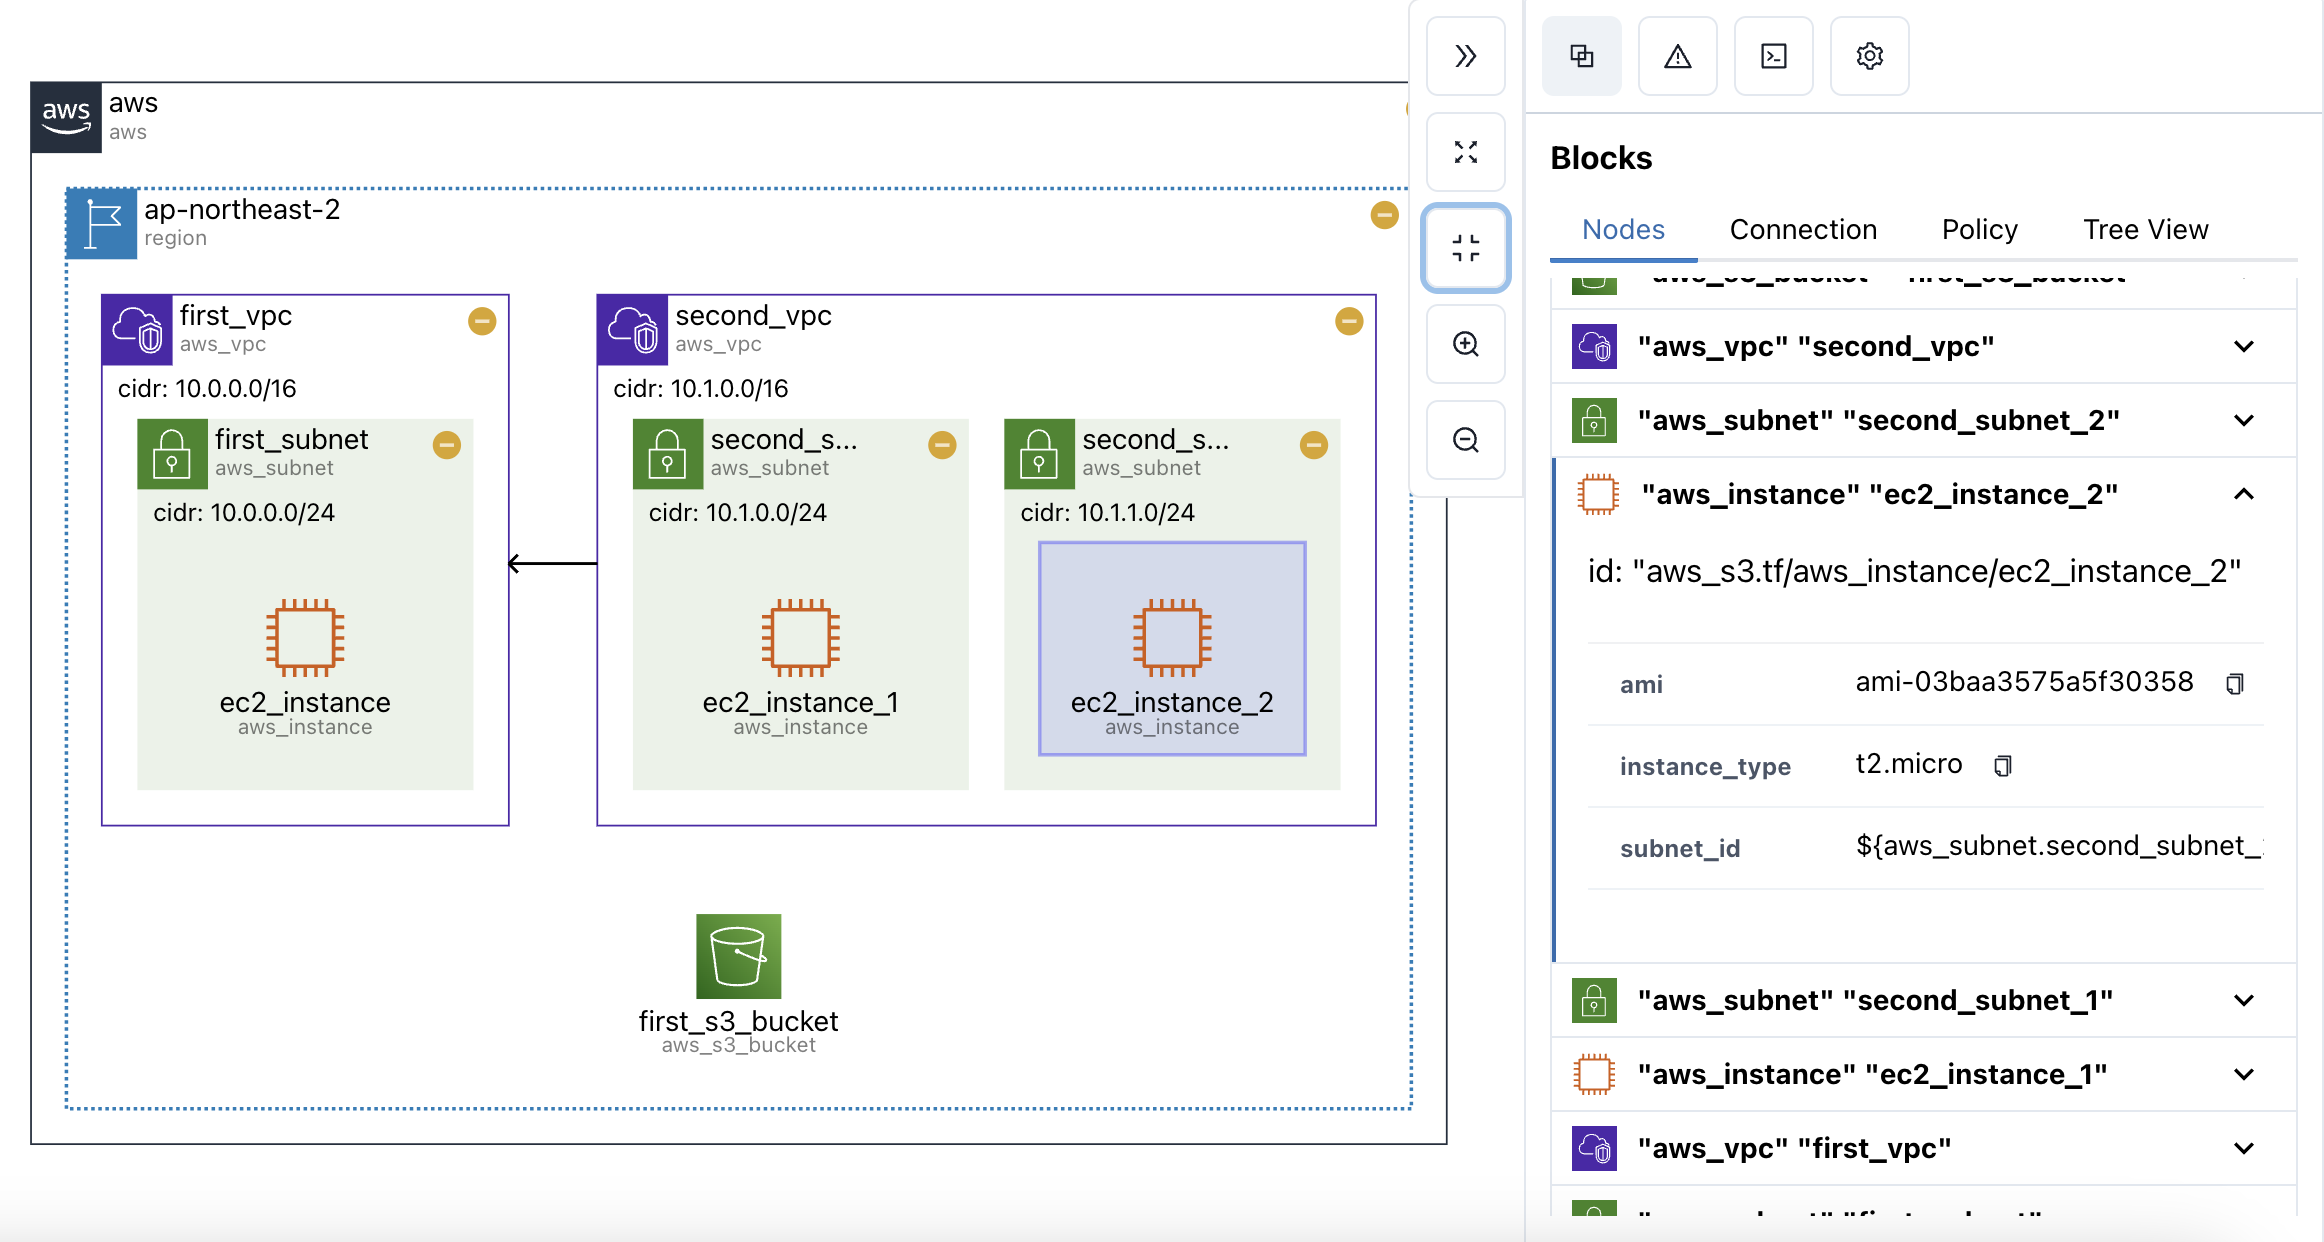 aws
aws
aws
ap-northeast-2
region
first_vpc
aws_vpc
cidr: 10.0.0.0/16
first_subnet
aws_subnet
cidr: 10.0.0.0/24
ec2_instance
aws_instance
second_vpc
aws_vpc
cidr: 10.1.0.0/16
second_s...
aws_subnet
cidr: 10.1.0.0/24
ec2_instance_1
aws_instance
second_s...
aws_subnet
cidr: 10.1.1.0/24
ec2_instance_2
aws_instance
first_s3_bucket
aws_s3_bucket
Blocks
Nodes Connection Policy Tree View
"aws_s3_bucket" "first_s3_bucket"
"aws_vpc" "second_vpc"
"aws_subnet" "second_subnet_2"
"aws_instance" "ec2_instance_2"
id: "aws_s3.tf/aws_instance/ec2_instance_2"
ami ami-03baa3575a5f30358
instance_type t2.micro
subnet_id ${aws_subnet.second_subnet_
"aws_subnet" "second_subnet_1"
"aws_instance" "ec2_instance_1"
"aws_vpc" "first_vpc"